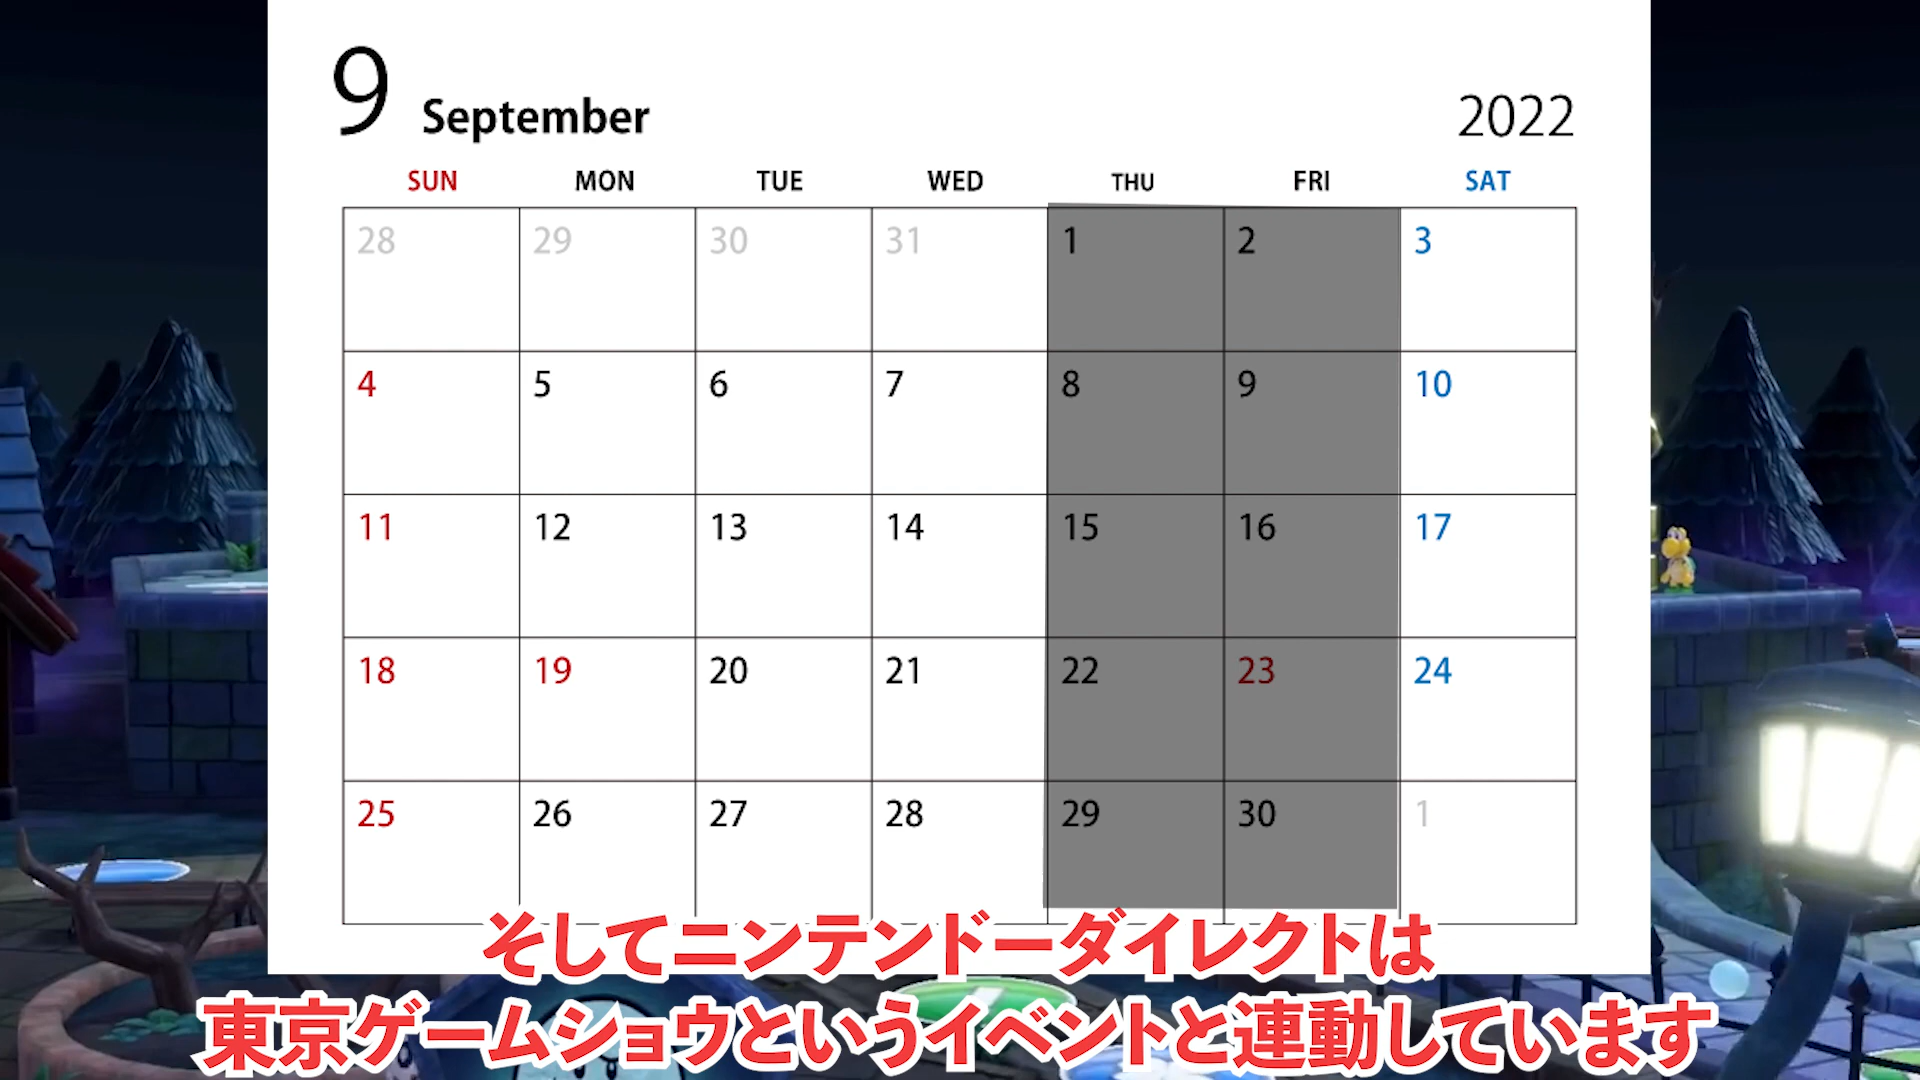 9 September 2022
SUN MON TUE WED THU FRI SAT
28 29 30 31 1 2 3
4 5 6 7 8 9 10
11 12 13 14 15 16 17
18 19 20 21 22 23 24
25 26 27 28 29 30 1
そしてニンテンドーダイレクトは
東京ゲームショウというイベントと連動しています